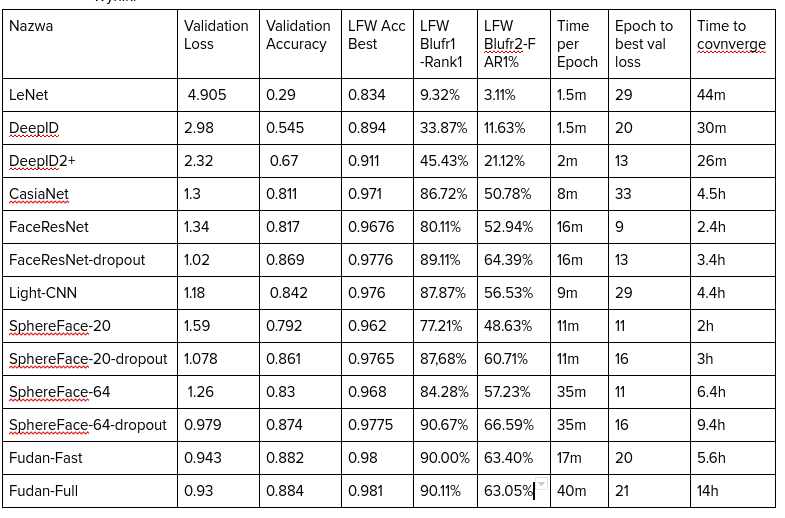 Nazwa Validation Loss Validation Accuracy LFW Acc Best LFW Blufr1 -Rank1 LFW Blufr2-F AR1% Time per Epoch Epoch to best val loss Time to covnverge
LeNet 4.905 0.29 0.834 9.32% 3.11% 1.5m 29 44m
DeepID 2.98 0.545 0.894 33.87% 11.63% 1.5m 20 30m
DeepID2+ 2.32 0.67 0.911 45.43% 21.12% 2m 13 26m
CasiaNet 1.3 0.811 0.971 86.72% 50.78% 8m 33 4.5h
FaceResNet 1.34 0.817 0.9676 80.11% 52.94% 16m 9 2.4h
FaceResNet-dropout 1.02 0.869 0.9776 89.11% 64.39% 16m 13 3.4h
Light-CNN 1.18 0.842 0.976 87.87% 56.53% 9m 29 4.4h
SphereFace-20 1.59 0.792 0.962 77.21% 48.63% 11m 11 2h
SphereFace-20-dropout 1.078 0.861 0.9765 87,68% 60.71% 11m 16 3h
SphereFace-64 1.26 0.83 0.968 84.28% 57.23% 35m 11 6.4h
SphereFace-64-dropout 0.979 0.874 0.9775 90.67% 66.59% 35m 16 9.4h
Fudan-Fast 0.943 0.882 0.98 90.00% 63.40% 17m 20 5.6h
Fudan-Full 0.93 0.884 0.981 90.11% 63.05% 40m 21 14h